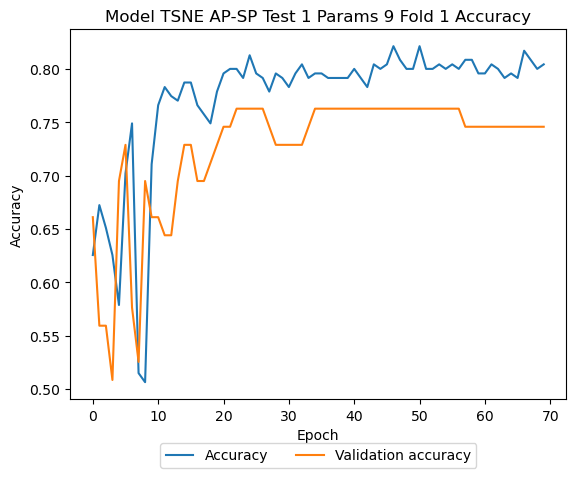 Model TSNE AP-SP Test 1 Params 9 Fold 1 Accuracy
Accuracy
0.80
0.75
0.70
0.65
0.60
0.55
0.50
0 10 20 30 40 50 60 70
Epoch
Accuracy Validation accuracy